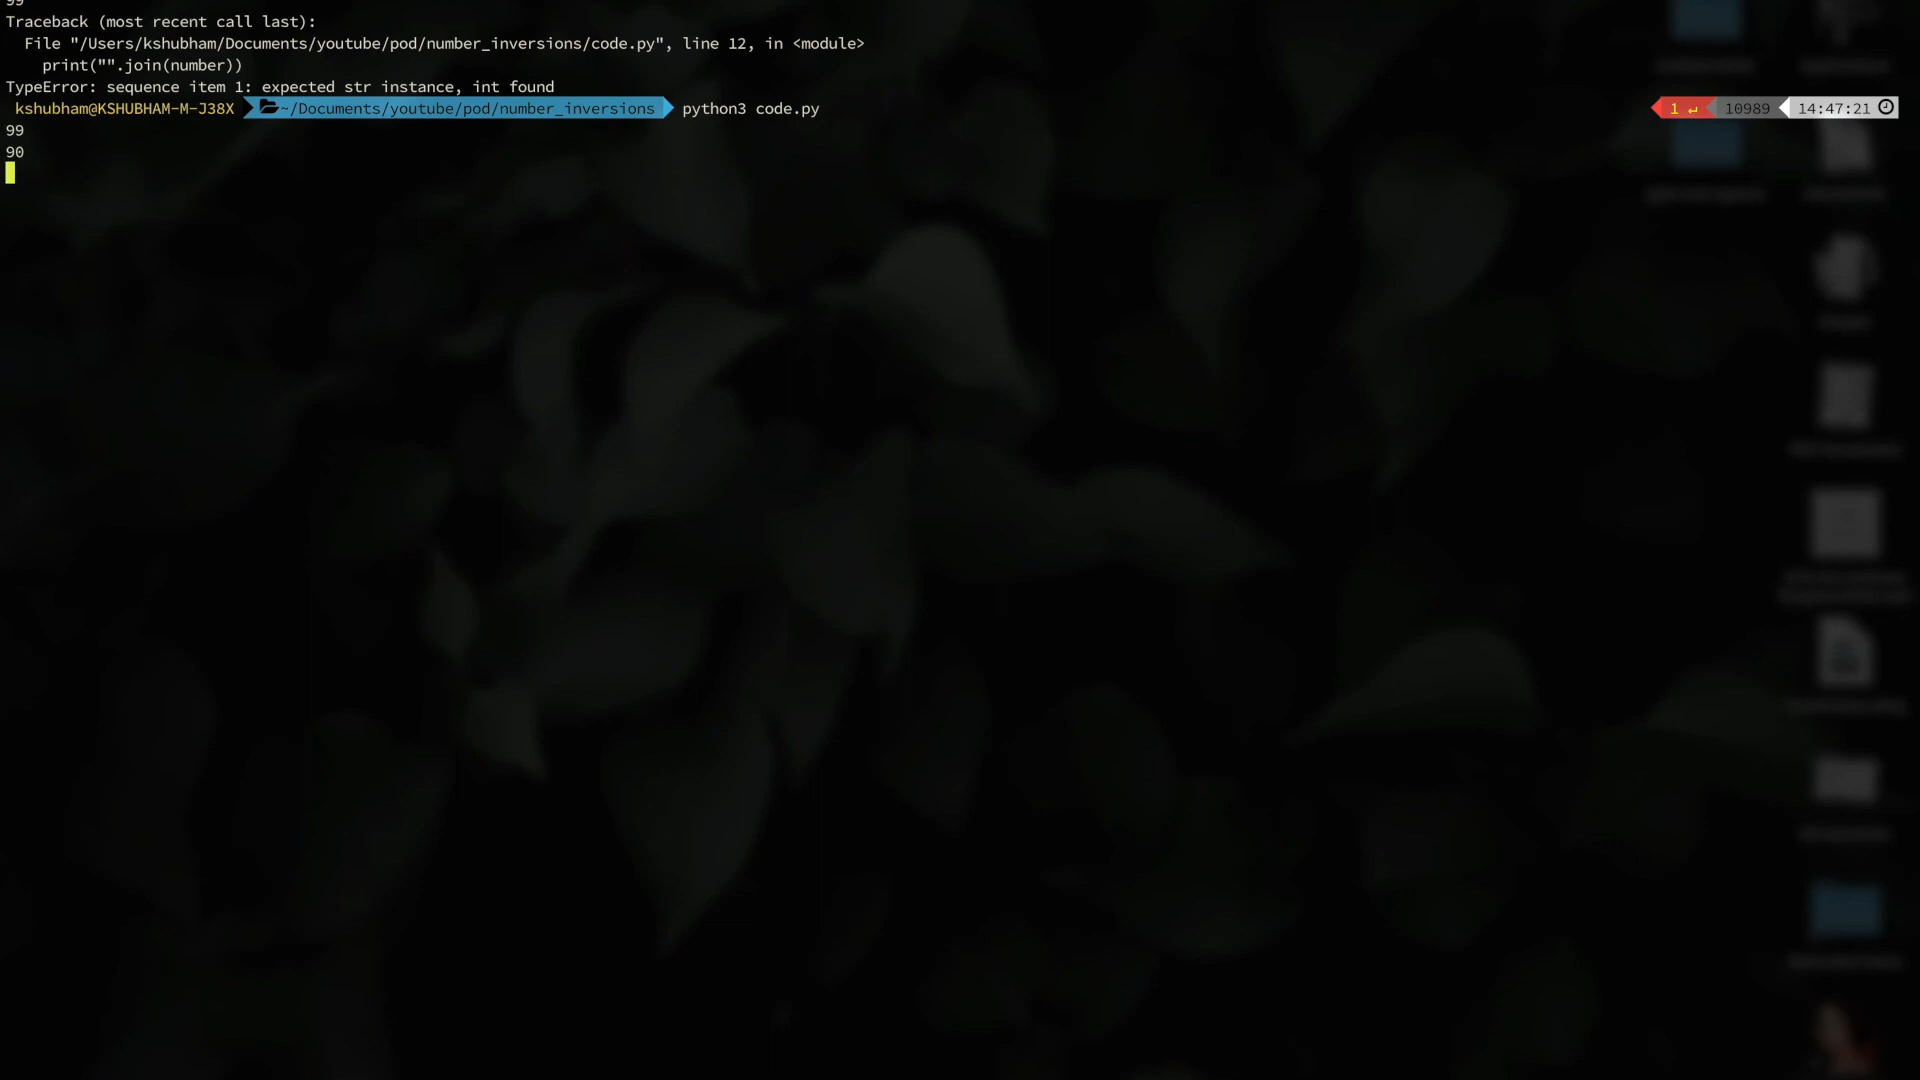 99
Traceback (most recent call last):
File "/Users/kshubham/Documents/youtube/pod/number_inversions/code.py", line 12, in <module>
print("".join(number))
TypeError: sequence item 1: expected str instance, int found
kshubham@KSHUBHAM-M-J38X ~/Documents/youtube/pod/number_inversions python3 code.py 1 ↵ 10989 14:47:21
99
90